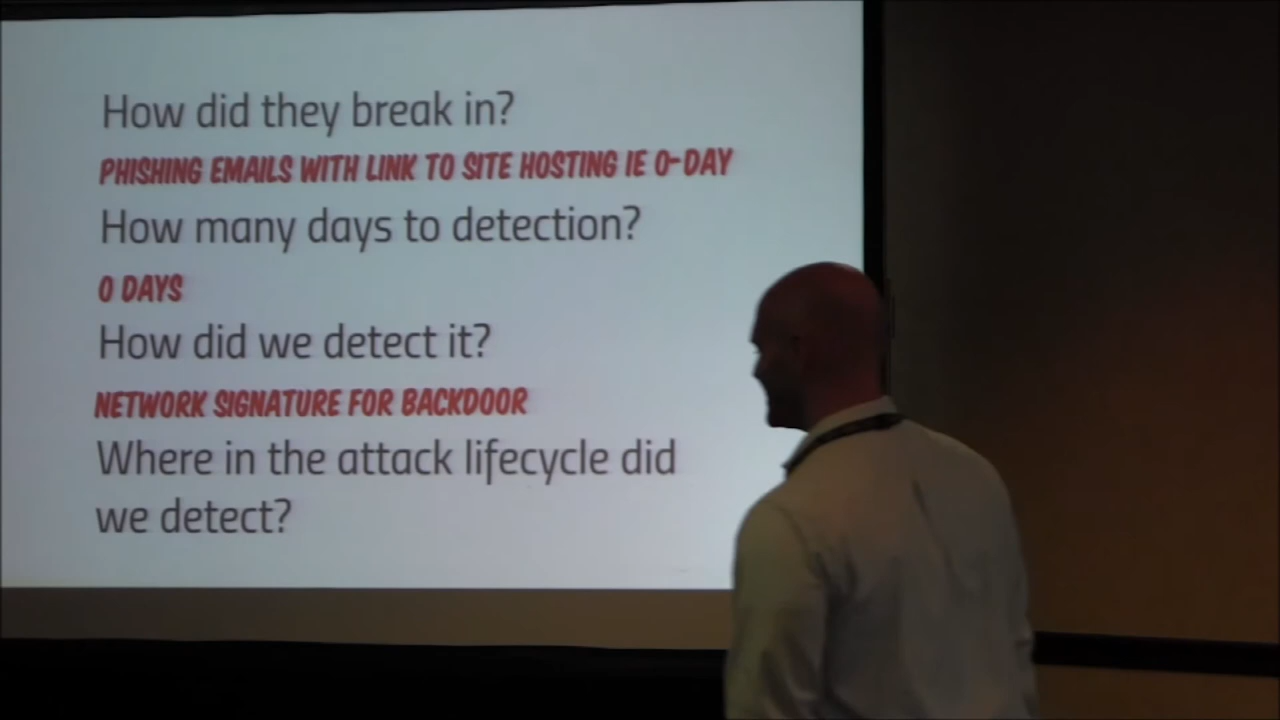 How did they break in?
PHISHING EMAILS WITH LINK TO SITE HOSTING IE 0-DAY
How many days to detection?
0 DAYS
How did we detect it?
NETWORK SIGNATURE FOR BACKDOOR
Where in the attack lifecycle did
we detect?